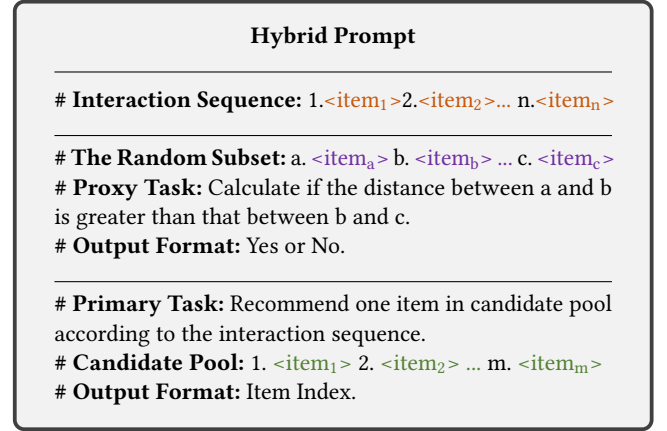 Hybrid Prompt
# Interaction Sequence: 1.<item₁>2.<item₂>... n.<itemₙ>
# The Random Subset: a. <itemₐ> b. <item_b> ... c. <item_c>
# Proxy Task: Calculate if the distance between a and b
is greater than that between b and c.
# Output Format: Yes or No.
# Primary Task: Recommend one item in candidate pool
according to the interaction sequence.
# Candidate Pool: 1. <item₁> 2. <item₂> ... m. <itemₘ>
# Output Format: Item Index.